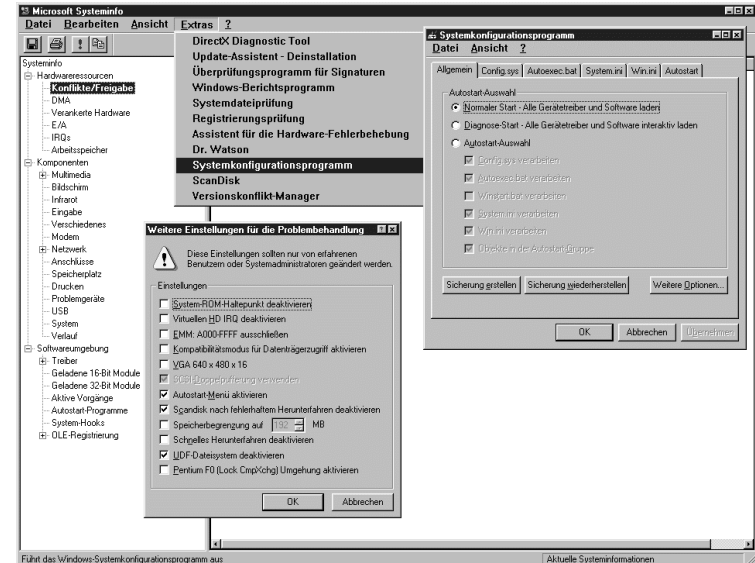 Microsoft Systeminfo
Datei Bearbeiten Ansicht Extras ?
Systeminfo
Hardwareressourcen
Konflikte/Freigabe
DMA
Verankerte Hardware
E/A
IRQs
Arbeitsspeicher
Komponenten
Multimedia
Bildschirm
Infrarot
Eingabe
Verschiedenes
Modem
Netzwerk
Anschlüsse
Speicherplatz
Drucken
Problemgeräte
USB
System
Verlauf
Softwareumgebung
Treiber
Geladene 16-Bit Module
Geladene 32-Bit Module
Aktive Vorgänge
Autostart-Programme
System-Hooks
OLE-Registrierung
DirectX Diagnostic Tool
Update-Assistent - Deinstallation
Überprüfungsprogramm für Signaturen
Windows-Berichtsprogramm
Systemdateiprüfung
Registrierungsprüfung
Assistent für die Hardware-Fehlerbehebung
Dr. Watson
Systemkonfigurationsprogramm
ScanDisk
Versionskonflikt-Manager
Systemkonfigurationsprogramm
Datei Ansicht ?
Allgemein Config.sys Autoexec.bat System.ini Win.ini Autostart
Autostart-Auswahl
Normaler Start - Alle Gerätetreiber und Software laden
Diagnose-Start - Alle Gerätetreiber und Software interaktiv laden
Autostart-Auswahl
Config.sys verarbeiten
Autoexec.bat verarbeiten
Winstart.bat verarbeiten
System.ini verarbeiten
Win.ini verarbeiten
Objekte in der Autostart-Gruppe
Sicherung erstellen Sicherung wiederherstellen Weitere Optionen...
OK Abbrechen Übernehmen
Weitere Einstellungen für die Problembehandlung
Diese Einstellungen sollten nur von erfahrenen
Benutzern oder Systemadministratoren geändert werden.
Einstellungen
System-ROM-Haltepunkt deaktivieren
Virtuellen HD IRQ deaktivieren
EMM: A000-FFFF ausschließen
Kompatibilitätsmodus für Datenträgerzugriff aktivieren
VGA 640 x 480 x 16
SCSI-Doppelpufferung verwenden
Autostart-Menü aktivieren
Scandisk nach fehlerhaftem Herunterfahren deaktivieren
Speicherbegrenzung auf 192 MB
Schnelles Herunterfahren deaktivieren
UDF-Dateisystem deaktivieren
Pentium F0 (Lock CmpXchg) Umgehung aktivieren
OK Abbrechen
Führt das Windows-Systemkonfigurationsprogramm aus
Aktuelle Systeminformationen